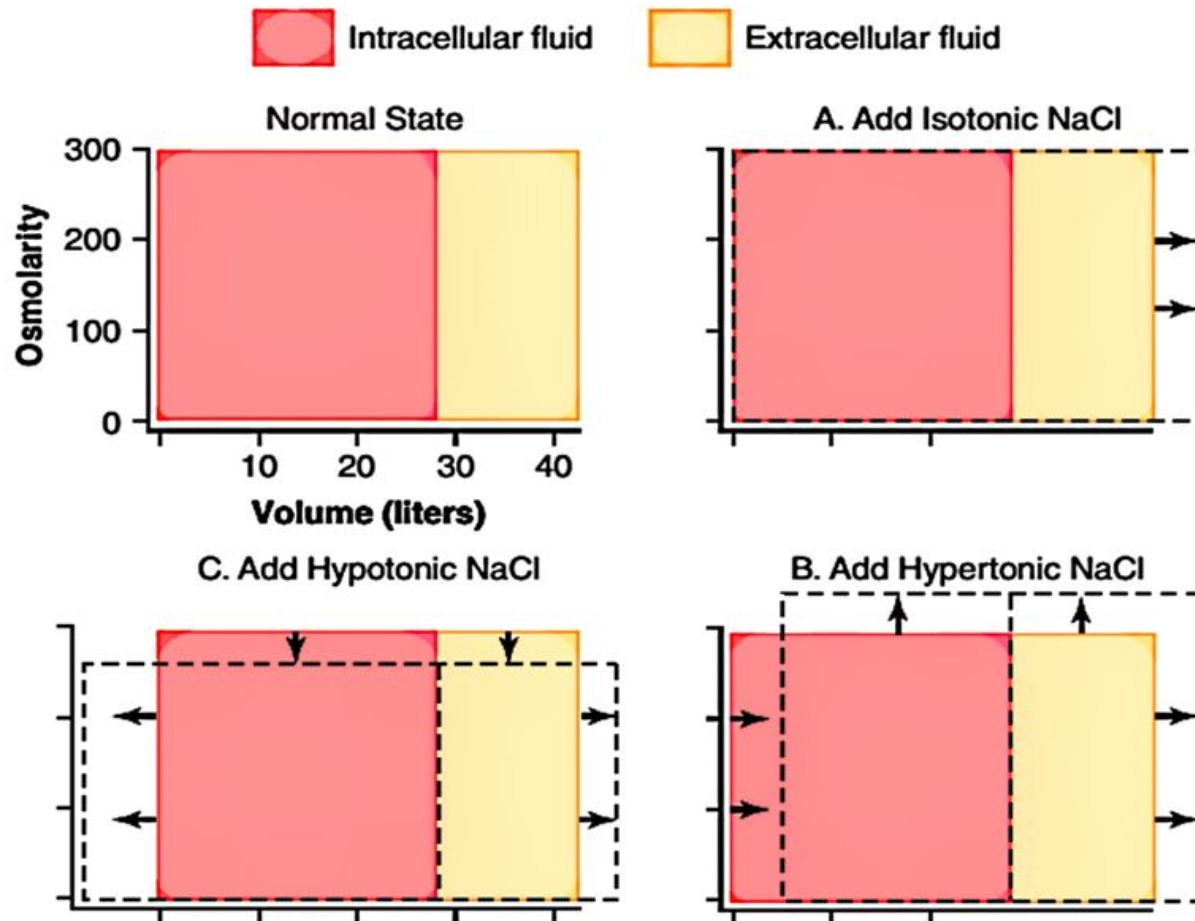 Intracellular fluid
Extracellular fluid
Normal State
300
200
100
0
Osmolarity
10 20 30 40
Volume (liters)
A. Add Isotonic NaCl
C. Add Hypotonic NaCl
B. Add Hypertonic NaCl